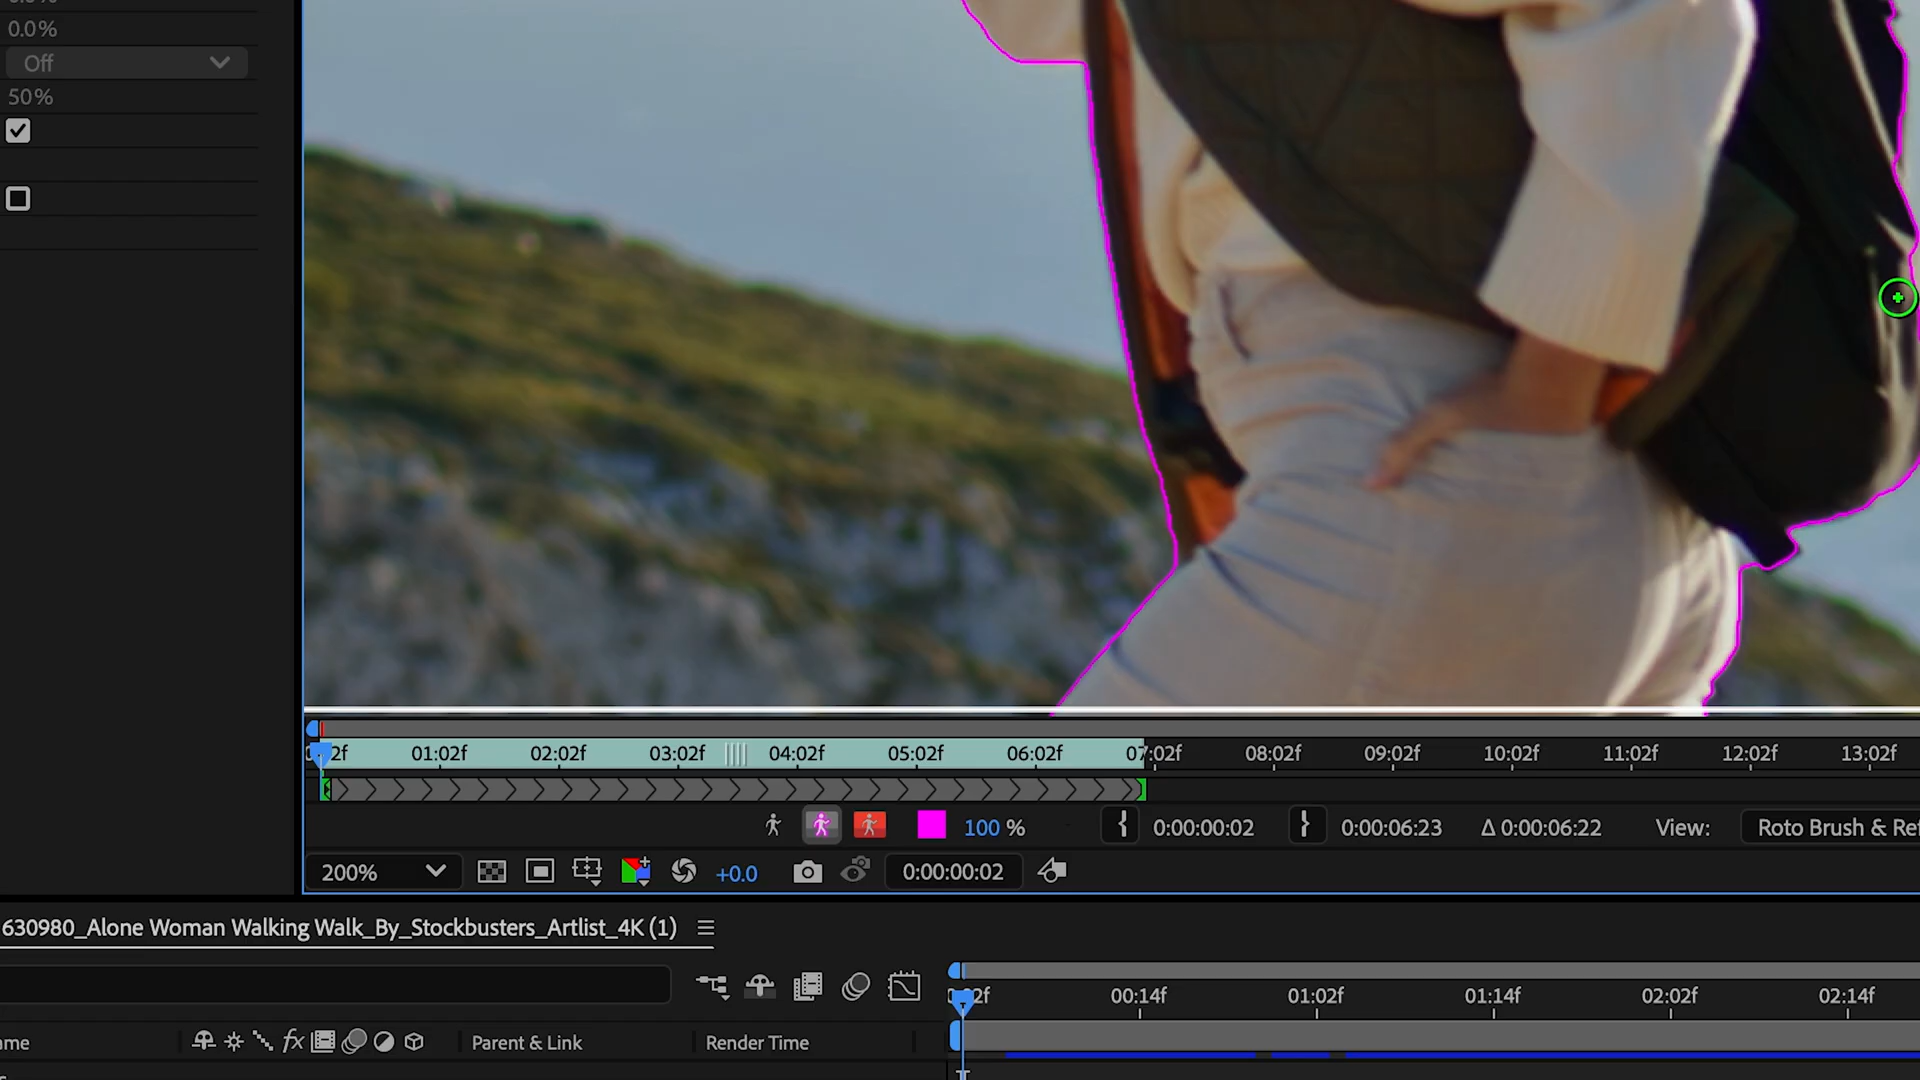 0.0%
Off
50%
01:02f 02:02f 03:02f 04:02f 05:02f 06:02f 07:02f 08:02f 09:02f 10:02f 11:02f 12:02f 13:02f
100 % { 0:00:00:02 } 0:00:06:23 Δ 0:00:06:22 View: Roto Brush & Ref
200% +0.0 0:00:00:02
630980_Alone Woman Walking Walk_By_Stockbusters_Artlist_4K (1)
00:14f 01:02f 01:14f 02:02f 02:14f
ame fx Parent & Link Render Time